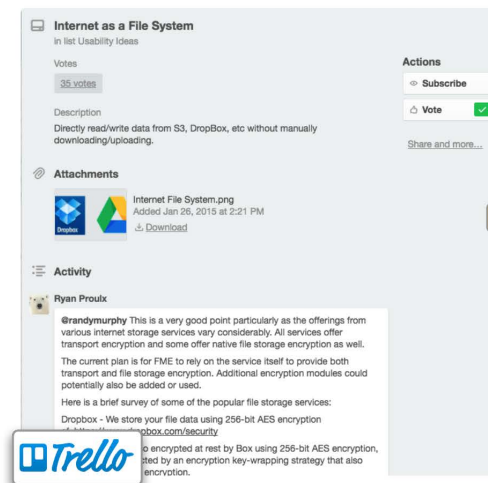 Internet as a File System
in list Usability Ideas
Votes
35 votes
Description
Directly read/write data from S3, DropBox, etc without manually
downloading/uploading.
Attachments
Dropbox
Internet File System.png
Added Jan 26, 2015 at 2:21 PM
Download
Activity
Ryan Proulx
@randymurphy This is a very good point particularly as the offerings from
various internet storage services vary considerably. All services offer
transport encryption and some offer native file storage encryption as well.
The current plan is for FME to rely on the service itself to provide both
transport and file storage encryption. Additional encryption modules could
potentially also be added or used.
Here is a brief survey of some of the popular file storage services:
Dropbox - We store your file data using 256-bit AES encryption
dropbox.com/security
o encrypted at rest by Box using 256-bit AES encryption,
cted by an encryption key-wrapping strategy that also
encryption.
Trello
Actions
Subscribe
Vote
Share and more...